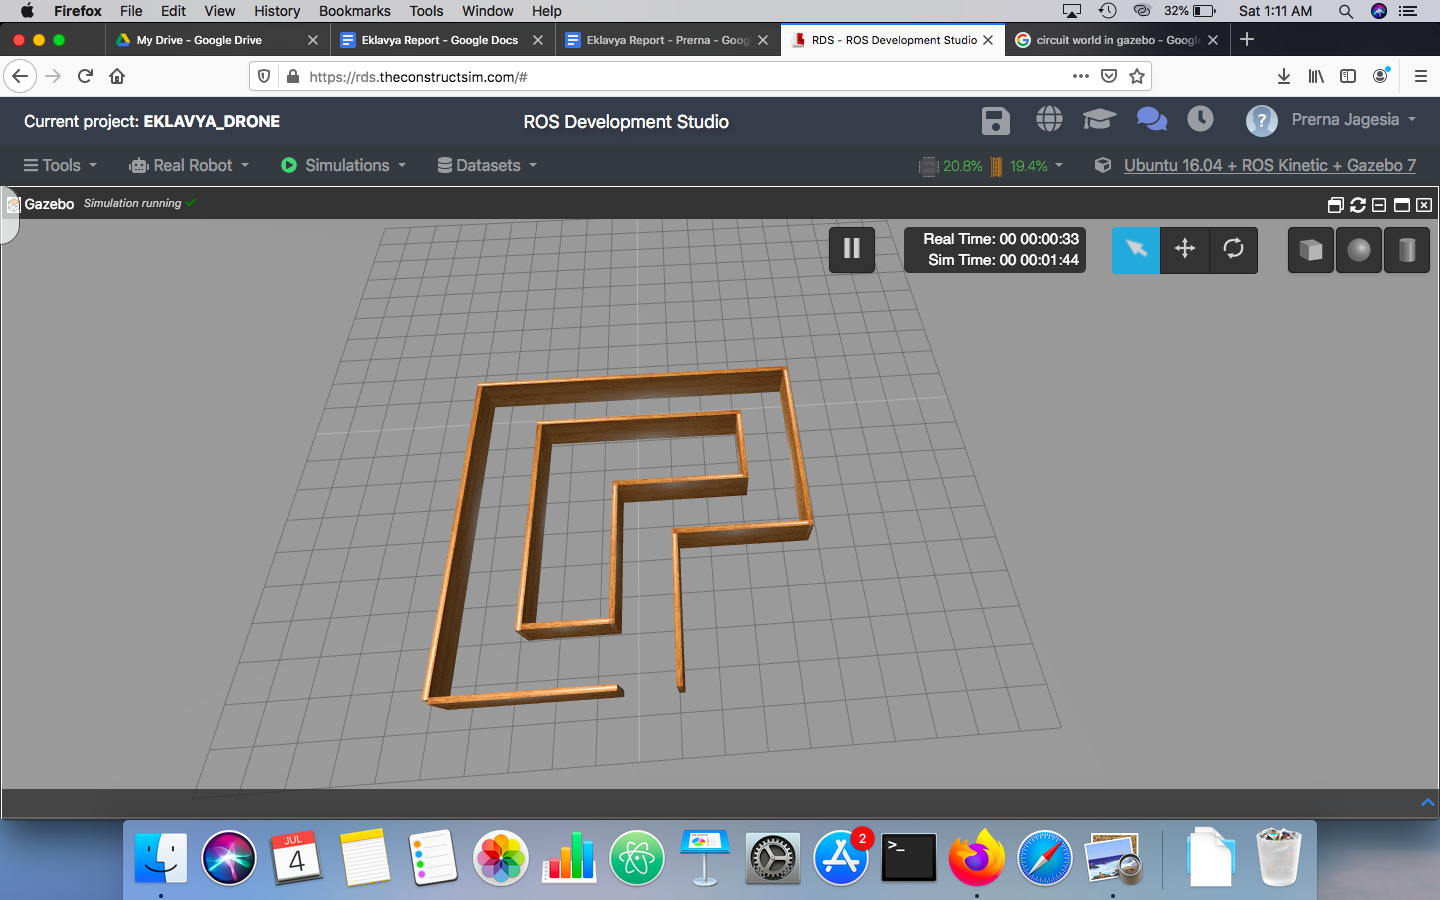 Firefox File Edit View History Bookmarks Tools Window Help 32% Sat 1:11 AM
My Drive - Google Drive Eklavya Report - Google Docs Eklavya Report - Prerna - Goog RDS - ROS Development Studio circuit world in gazebo - Google
https://rds.theconstructsim.com/#
Current project: EKLAVYA_DRONE ROS Development Studio ? Prerna Jagesia
Tools Real Robot Simulations Datasets 20.8% 19.4% Ubuntu 16.04 + ROS Kinetic + Gazebo 7
Gazebo Simulation running
Real Time: 00 00:00:33
Sim Time: 00 00:01:44
JUL
4
>_
2